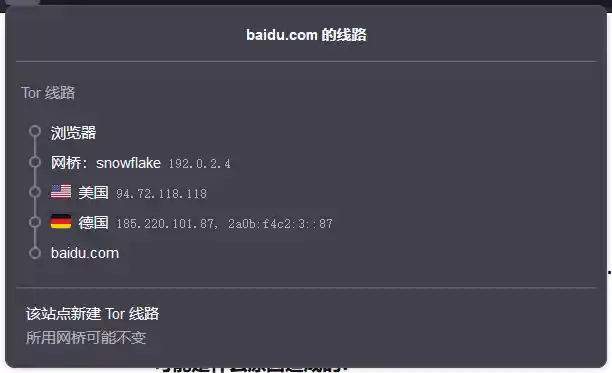 baidu.com 的线路
Tor 线路
浏览器
网桥：snowflake 192.0.2.4
美国 94.72.118.118
德国 185.220.101.87, 2a0b:f4c2:3::87
baidu.com
该站点新建 Tor 线路
所用网桥可能不变